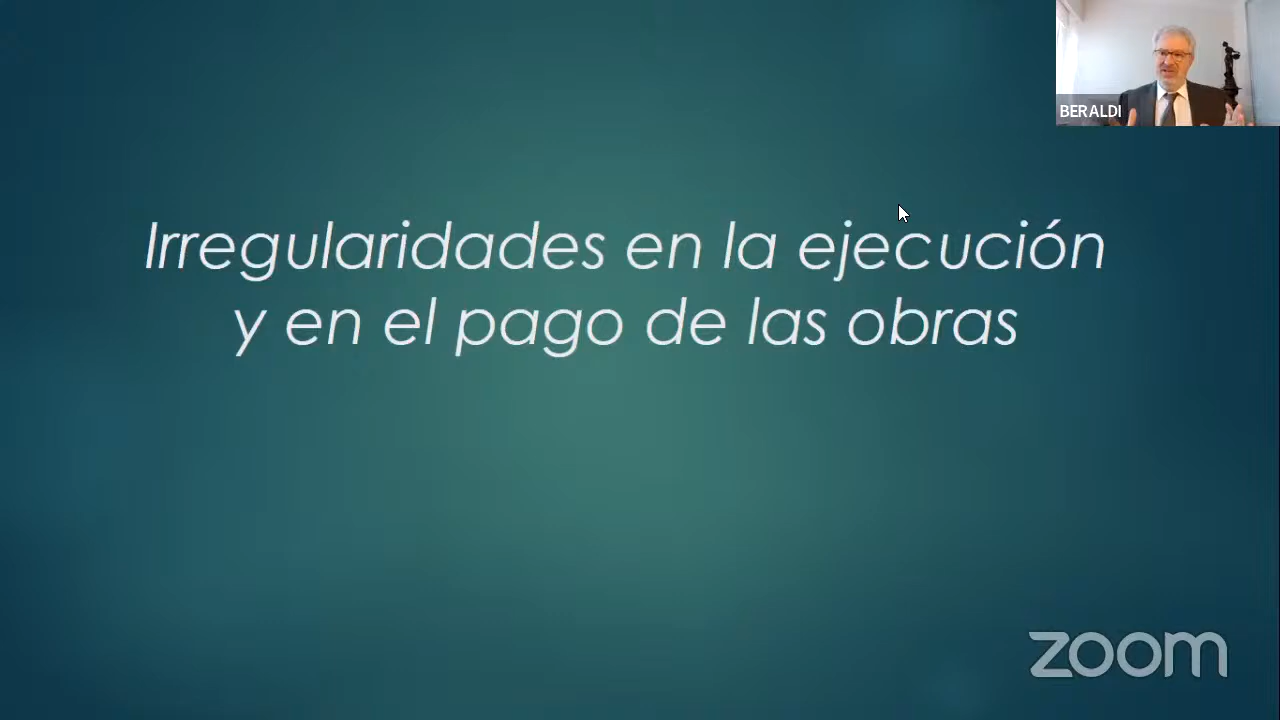 BERALDI
Irregularidades en la ejecución
y en el pago de las obras
zoom